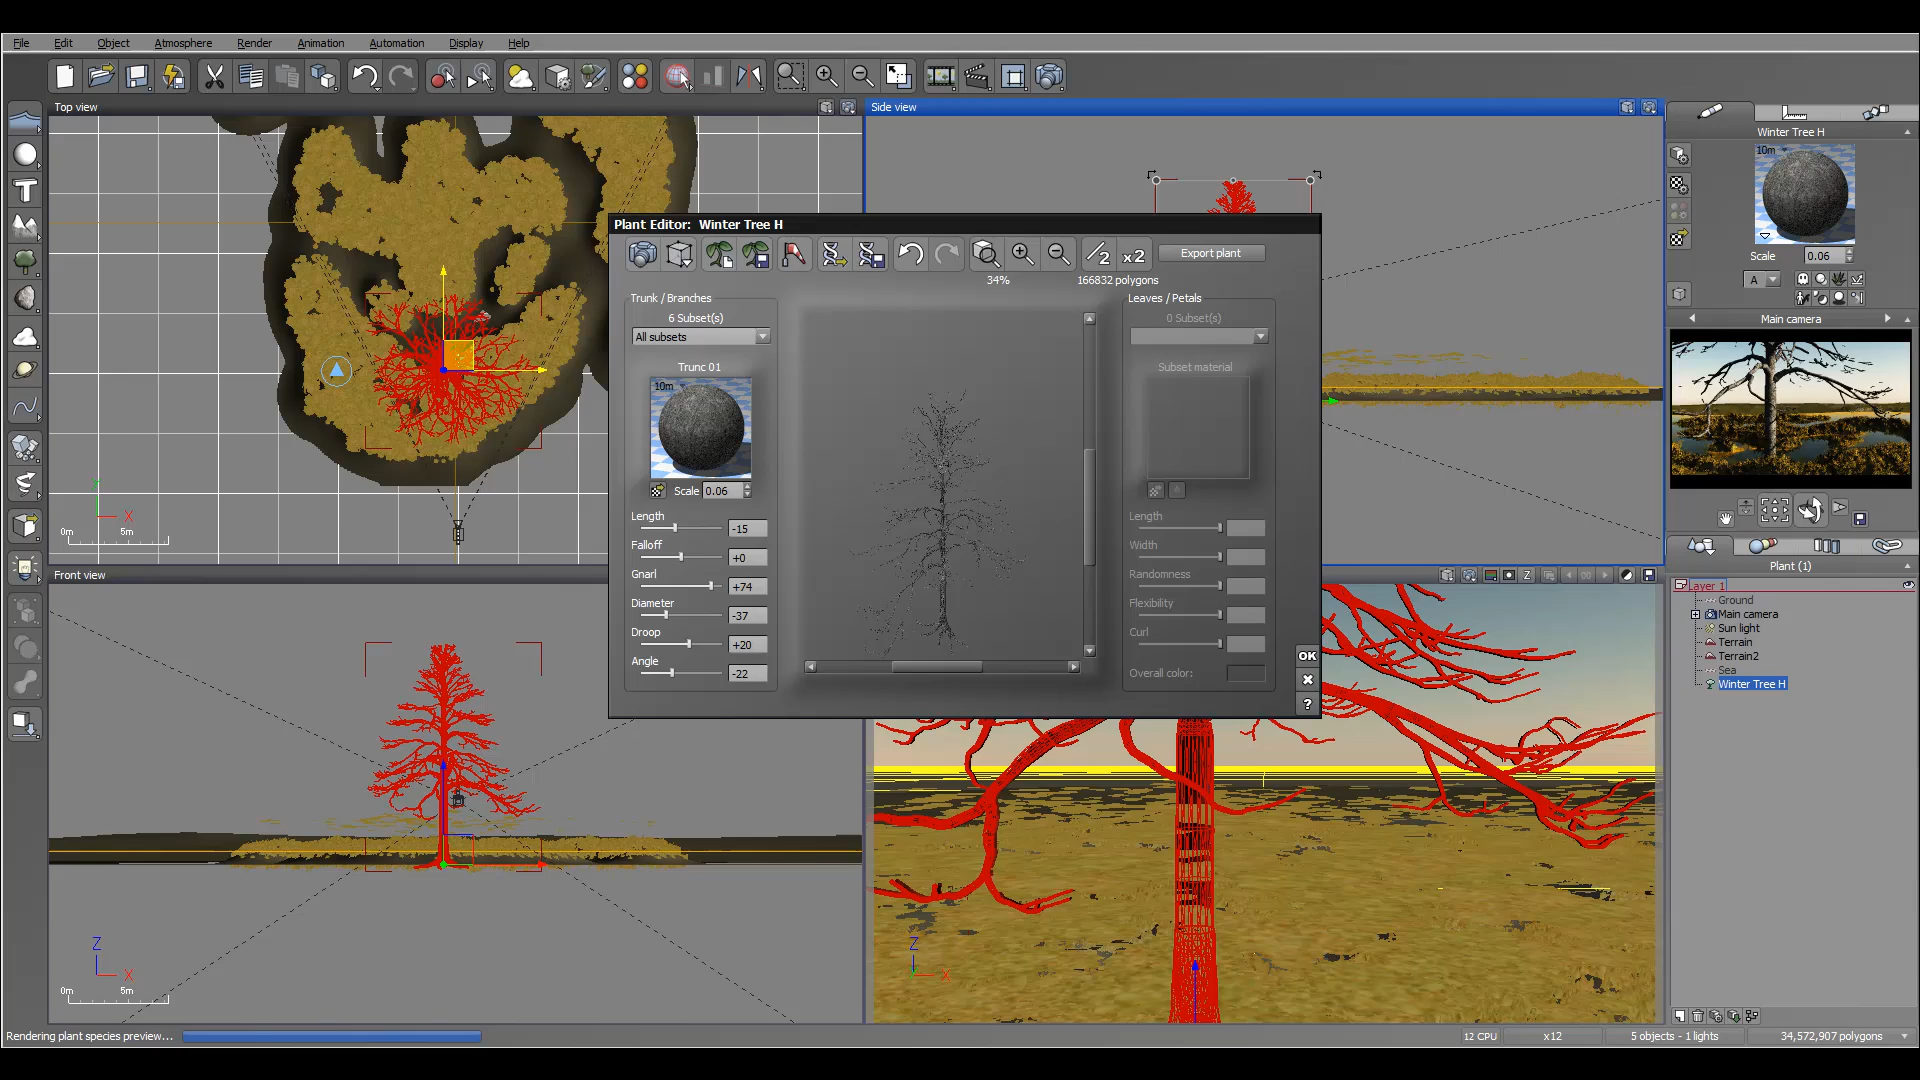 File Edit Object Atmosphere Render Animation Automation Display Help
Top view
Side view
0m 5m
X
Front view
Z
X
0m 5m
Plant Editor: Winter Tree H
/2 x2 Export plant
34% 166832 polygons
Trunk / Branches
6 Subset(s)
All subsets
Trunc 01
10m
Scale 0.06
Length
-15
Falloff
+0
Gnarl
+74
Diameter
-37
Droop
+20
Angle
-22
Leaves / Petals
0 Subset(s)
Subset material
Length
Width
Randomness
Flexibility
Curl
Overall color:
OK
?
Z
X
Winter Tree H
10m
Scale 0.06
A
Main camera
Plant (1)
Layer 1
Ground
Main camera
Sun light
Terrain
Terrain2
Sea
Winter Tree H
Rendering plant species preview...
12 CPU x12 5 objects - 1 lights 34,572,907 polygons